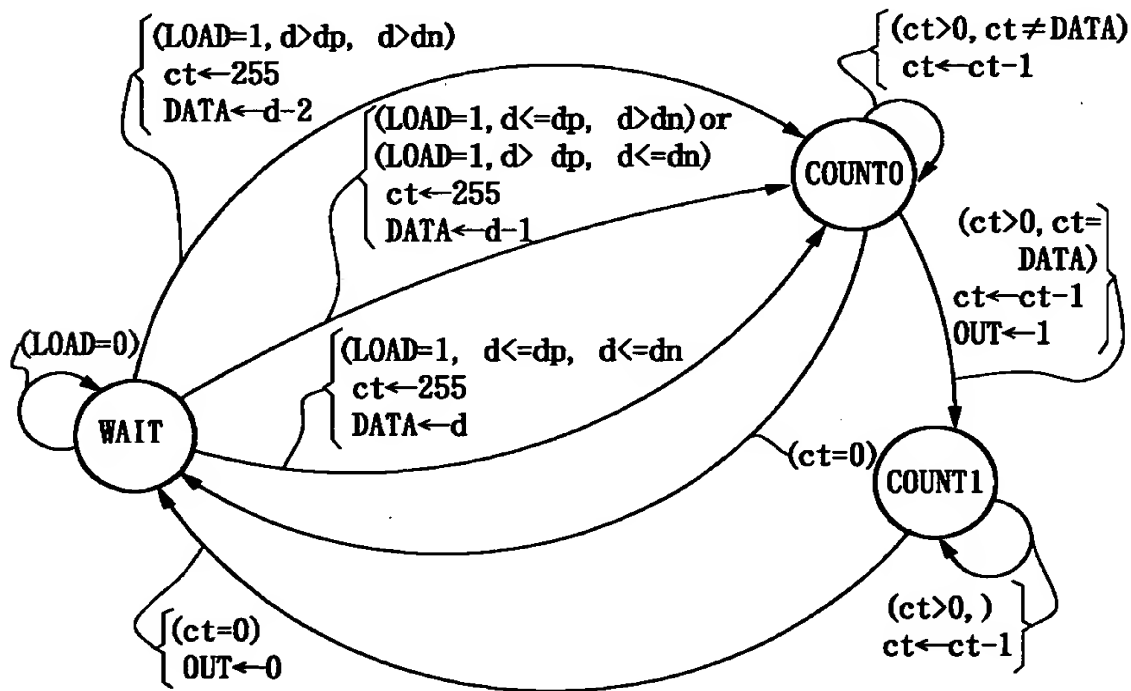 (LOAD=1, d>dp, d>dn)
ct←255
DATA←d-2
(LOAD=1, d<=dp, d>dn)or
(LOAD=1, d> dp, d<=dn)
ct←255
DATA←d-1
(ct>0, ct≠DATA)
ct←ct-1
COUNT0
(ct>0, ct=
DATA)
ct←ct-1
OUT←1
(LOAD=0)
WAIT
(LOAD=1, d<=dp, d<=dn
ct←255
DATA←d
(ct=0)
COUNT1
(ct=0)
OUT←0
(ct>0,)
ct←ct-1